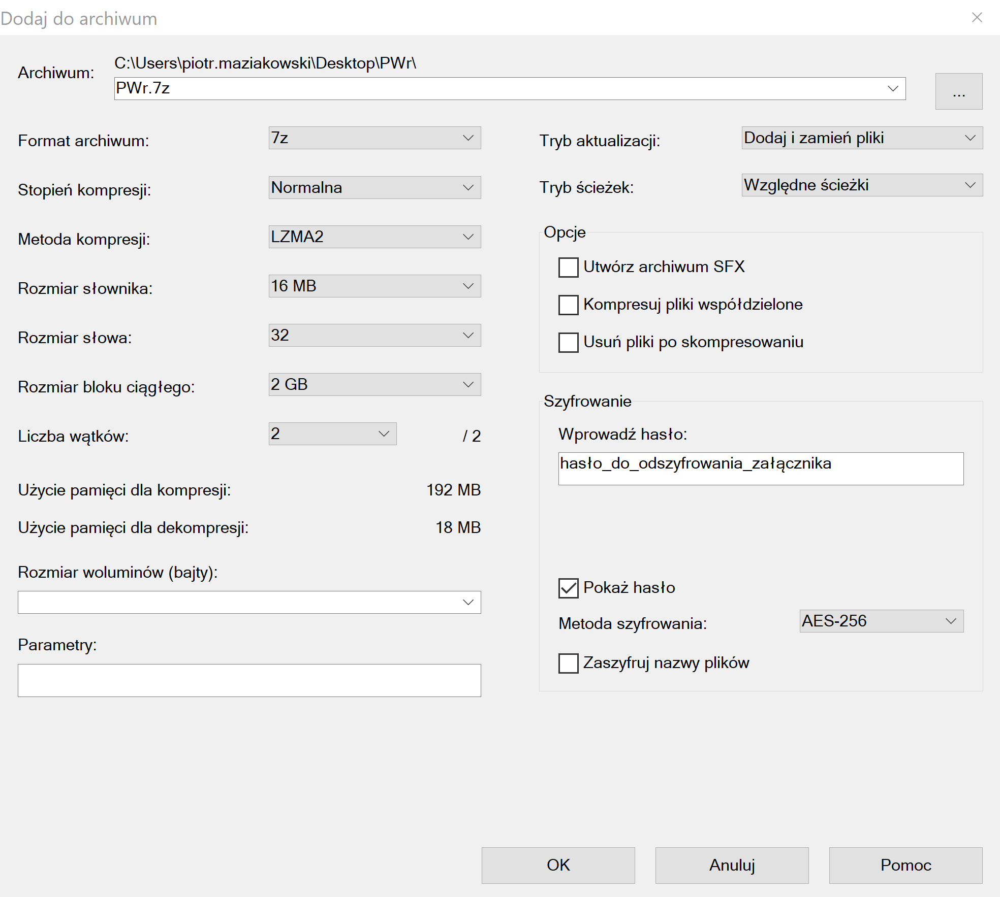 Dodaj do archiwum
Archiwum:
C:\Users\piotr.maziakowski\Desktop\PWr\
PWr.7z
...
Format archiwum:
7z
Stopień kompresji:
Normalna
Metoda kompresji:
LZMA2
Rozmiar słownika:
16 MB
Rozmiar słowa:
32
Rozmiar bloku ciągłego:
2 GB
Liczba wątków:
2
/ 2
Użycie pamięci dla kompresji:
192 MB
Użycie pamięci dla dekompresji:
18 MB
Rozmiar woluminów (bajty):
Parametry:
Tryb aktualizacji:
Dodaj i zamień pliki
Tryb ścieżek:
Względne ścieżki
Opcje
Utwórz archiwum SFX
Kompresuj pliki współdzielone
Usuń pliki po skompresowaniu
Szyfrowanie
Wprowadź hasło:
hasło_do_odszyfrowania_załącznika
Pokaż hasło
Metoda szyfrowania:
AES-256
Zaszyfruj nazwy plików
OK
Anuluj
Pomoc